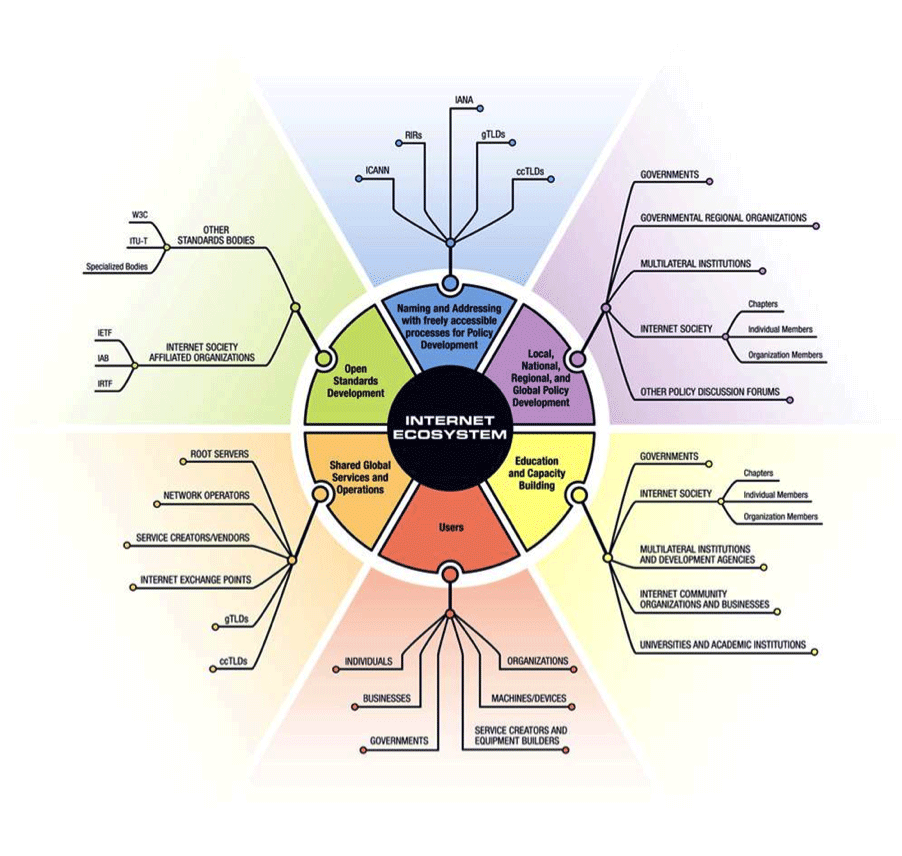 IANA
RIRs
gTLDs
ICANN
ccTLDs
GOVERNMENTS
GOVERNMENTAL REGIONAL ORGANIZATIONS
MULTILATERAL INSTITUTIONS
INTERNET SOCIETY
Chapters
Individual Members
Organization Members
OTHER POLICY DISCUSSION FORUMS
W3C
ITU-T
Specialized Bodies
OTHER
STANDARDS BODIES
IETF
IAB
IRTF
INTERNET SOCIETY
AFFILIATED ORGANIZATIONS
Naming and Addressing
with freely accessible
processes for Policy
Development
Open
Standards
Development
Local,
National,
Regional, and
Global Policy
Development
INTERNET
ECOSYSTEM
Shared Global
Services and
Operations
Education
and Capacity
Building
Users
ROOT SERVERS
NETWORK OPERATORS
SERVICE CREATORS/VENDORS
INTERNET EXCHANGE POINTS
gTLDs
ccTLDs
GOVERNMENTS
INTERNET SOCIETY
Chapters
Individual Members
Organization Members
MULTILATERAL INSTITUTIONS
AND DEVELOPMENT AGENCIES
INTERNET COMMUNITY
ORGANIZATIONS AND BUSINESSES
UNIVERSITIES AND ACADEMIC INSTITUTIONS
INDIVIDUALS
BUSINESSES
GOVERNMENTS
ORGANIZATIONS
MACHINES/DEVICES
SERVICE CREATORS AND
EQUIPMENT BUILDERS